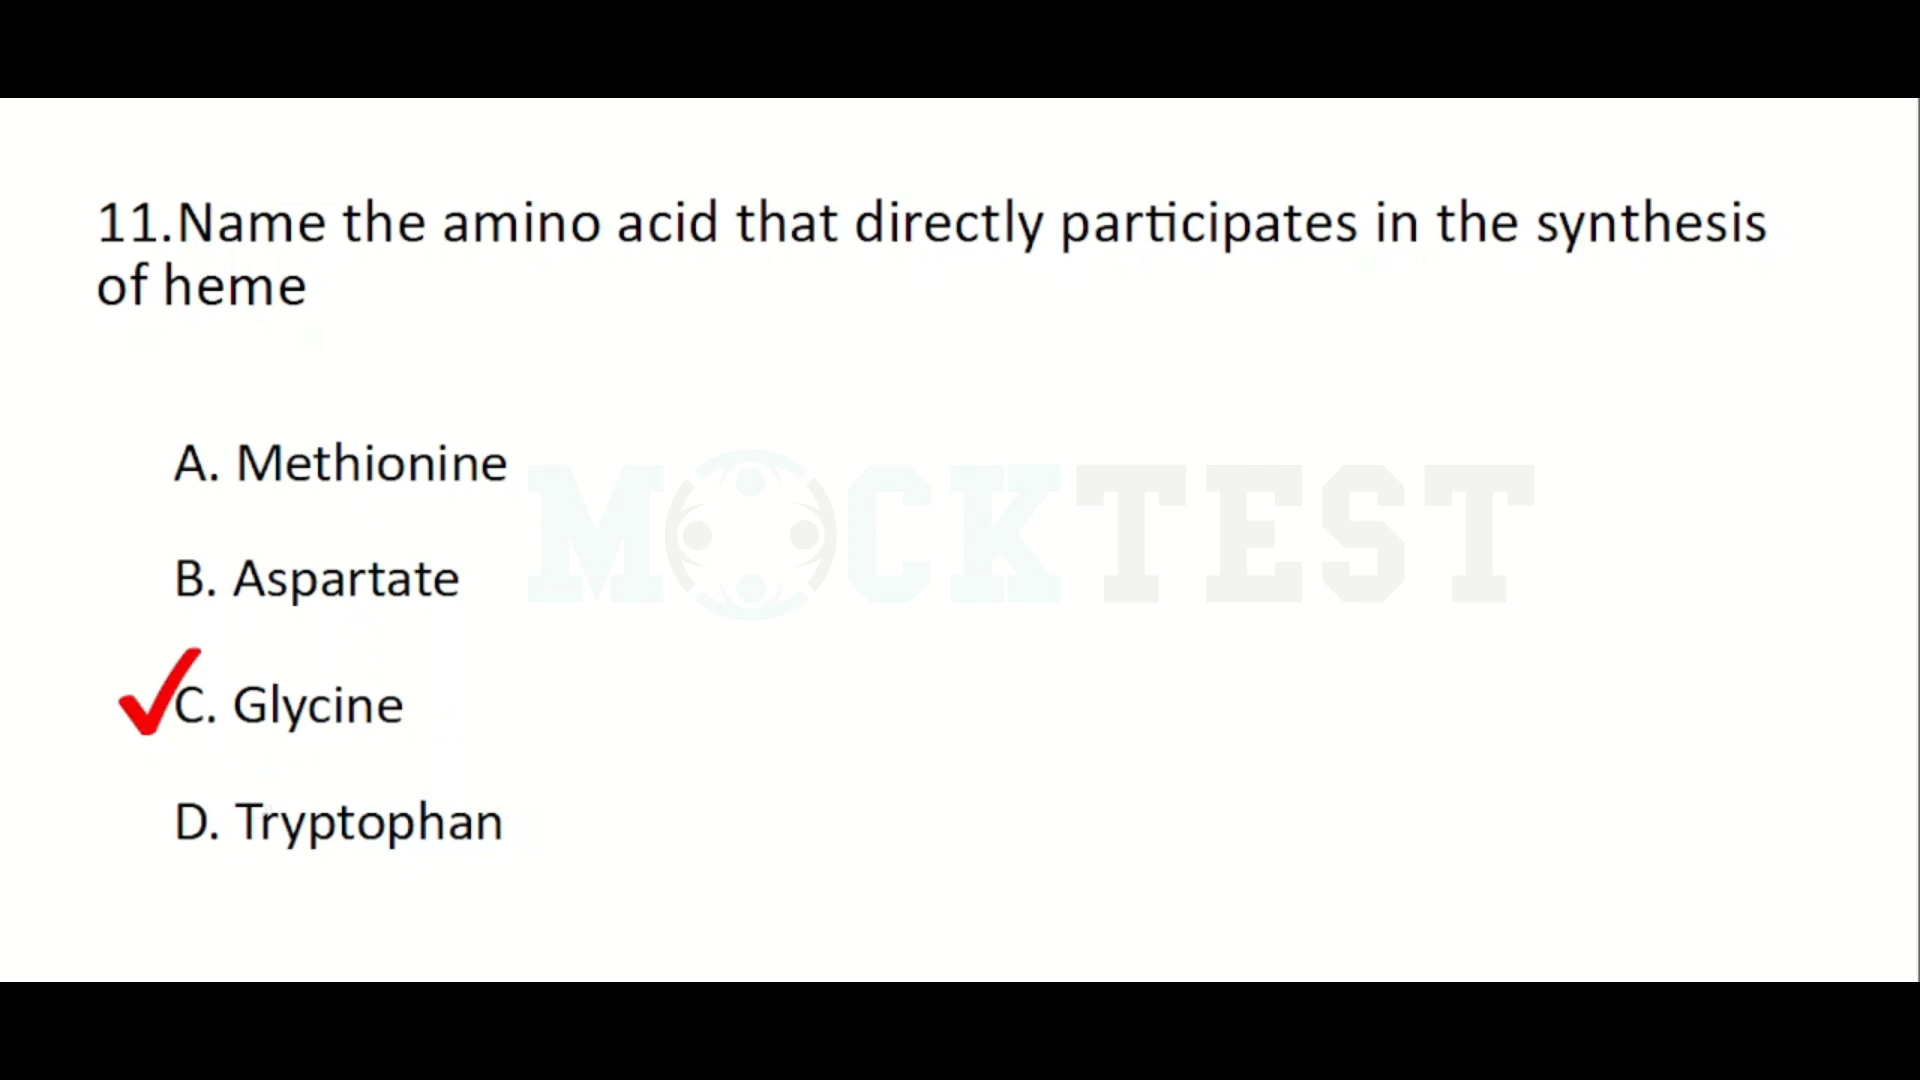 11.Name the amino acid that directly participates in the synthesis
of heme
A. Methionine
MOCKTEST
B. Aspartate
C. Glycine
D. Tryptophan